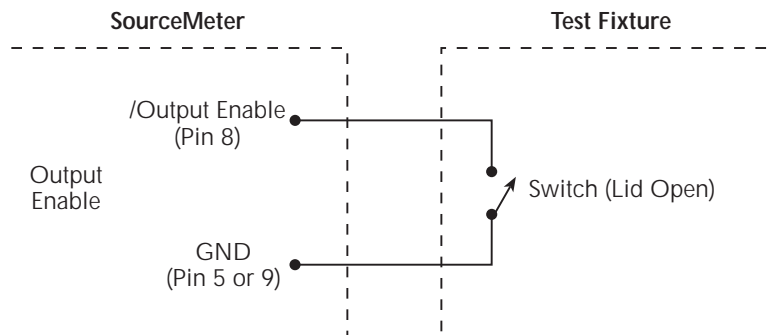 SourceMeter
Test Fixture
/Output Enable
(Pin 8)
Output
Enable
Switch (Lid Open)
GND
(Pin 5 or 9)